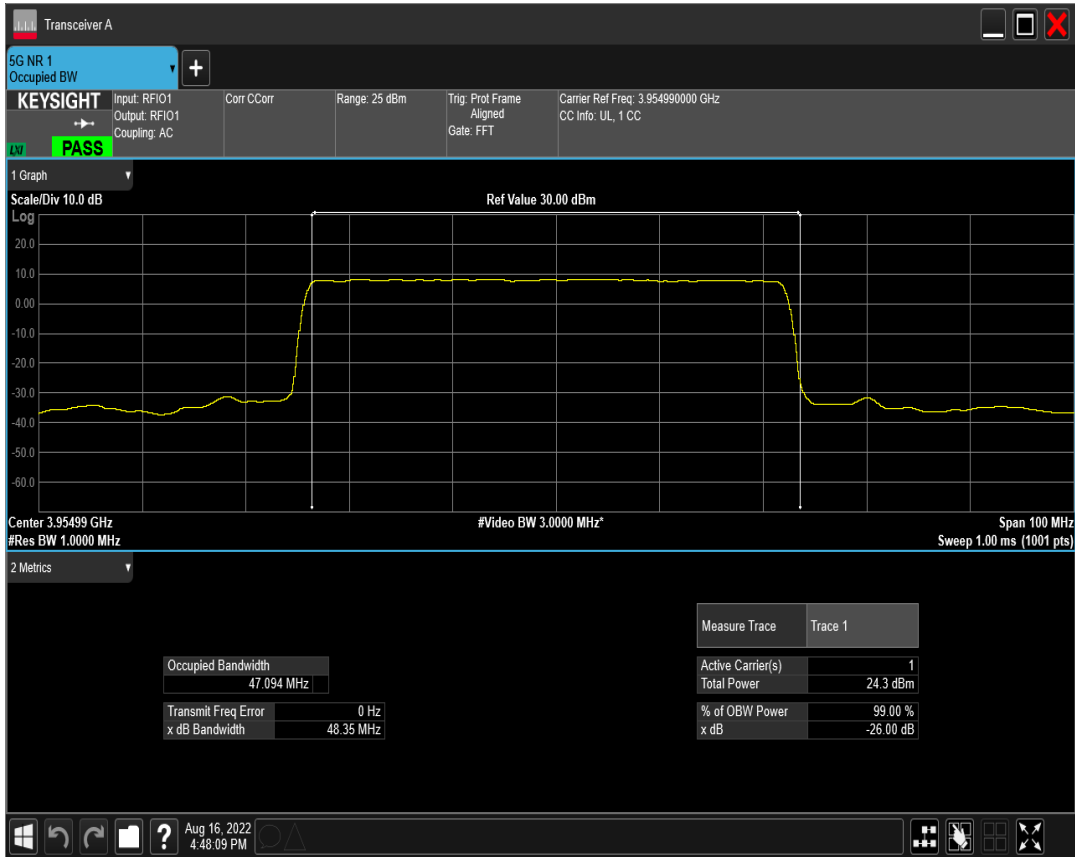 Transceiver A
5G NR 1
Occupied BW
KEYSIGHT
LXI
PASS
Input: RFIO1
Output: RFIO1
Coupling: AC
Corr CCorr
Range: 25 dBm
Trig: Prot Frame
Aligned
Gate: FFT
Carrier Ref Freq: 3.954990000 GHz
CC Info: UL, 1 CC
1 Graph
Scale/Div 10.0 dB
Ref Value 30.00 dBm
Log
20.0
10.0
0.00
-10.0
-20.0
-30.0
-40.0
-50.0
-60.0
Center 3.95499 GHz
#Video BW 3.0000 MHz*
Span 100 MHz
#Res BW 1.0000 MHz
Sweep 1.00 ms (1001 pts)
2 Metrics
Measure Trace Trace 1
Occupied Bandwidth
47.094 MHz
Active Carrier(s) 1
Total Power 24.3 dBm
Transmit Freq Error 0 Hz
x dB Bandwidth 48.35 MHz
% of OBW Power 99.00 %
x dB -26.00 dB
?
Aug 16, 2022
4:48:09 PM